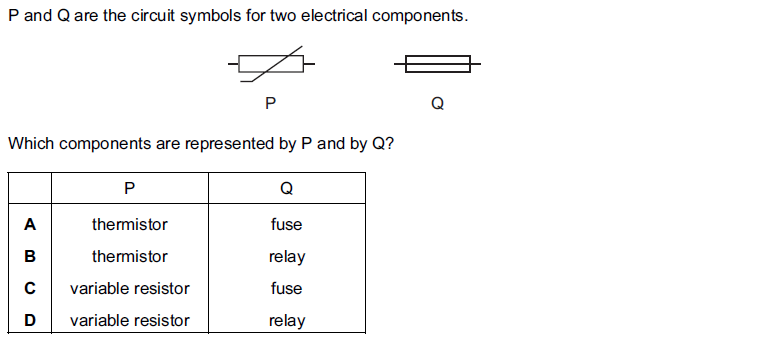 P and Q are the circuit symbols for two electrical components.
P Q
Which components are represented by P and by Q?
P Q
A thermistor fuse
B thermistor relay
C variable resistor fuse
D variable resistor relay